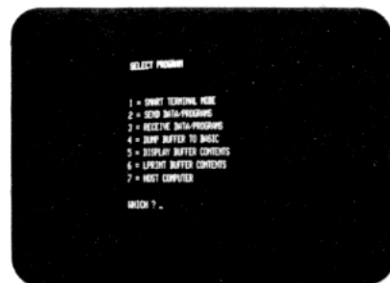 SELECT PROGRAM
1 = SMART TERMINAL MODE
2 = SEND DATA/PROGRAMS
3 = RECEIVE DATA/PROGRAMS
4 = DUMP BUFFER TO BASIC
5 = DISPLAY BUFFER CONTENTS
6 = LPRINT BUFFER CONTENTS
7 = HOST COMPUTER
WHICH ? _